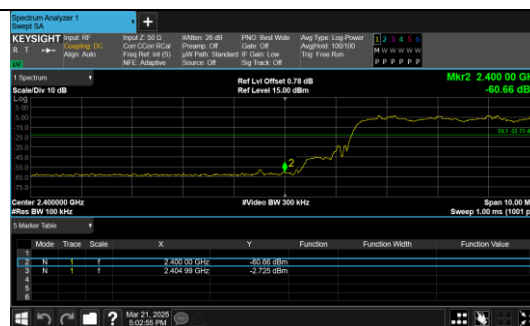 Spectrum Analyzer 1
Swept SA
+
KEYSIGHT Input: RF Input Z: 50 Ω #Atten: 26 dB PNO: Best Wide Avg Type: Log-Power 1 2 3 4 5 6
R T Coupling: DC Corr CCorr RCal Preamp: Off Gate: Off Avg|Hold: 100/100 M W W W W W
Align: Auto Freq Ref: Int (S) µW Path: Standard IF Gain: Low Trig: Free Run P P P P P P
NFE: Adaptive Source: Off Sig Track: Off
1 Spectrum Ref Lvl Offset 0.78 dB Mkr2 2.400 00 GH
Scale/Div 10 dB Ref Level 15.00 dBm -60.66 dBm
Log
5.00
-5.00
-15.0
-25.0
-35.0
-45.0
-55.0
-65.0
-75.0
2
Center 2.400000 GHz #Video BW 300 kHz Span 10.00 M
#Res BW 100 kHz Sweep 1.00 ms (1001 p
5 Marker Table
Mode Trace Scale X Y Function Function Width Function Value
1
2 N 1 f 2.400 00 GHz -60.66 dBm
3 N 1 f 2.404 99 GHz -2.725 dBm
4
5
6
Mar 21, 2025
5:02:55 PM